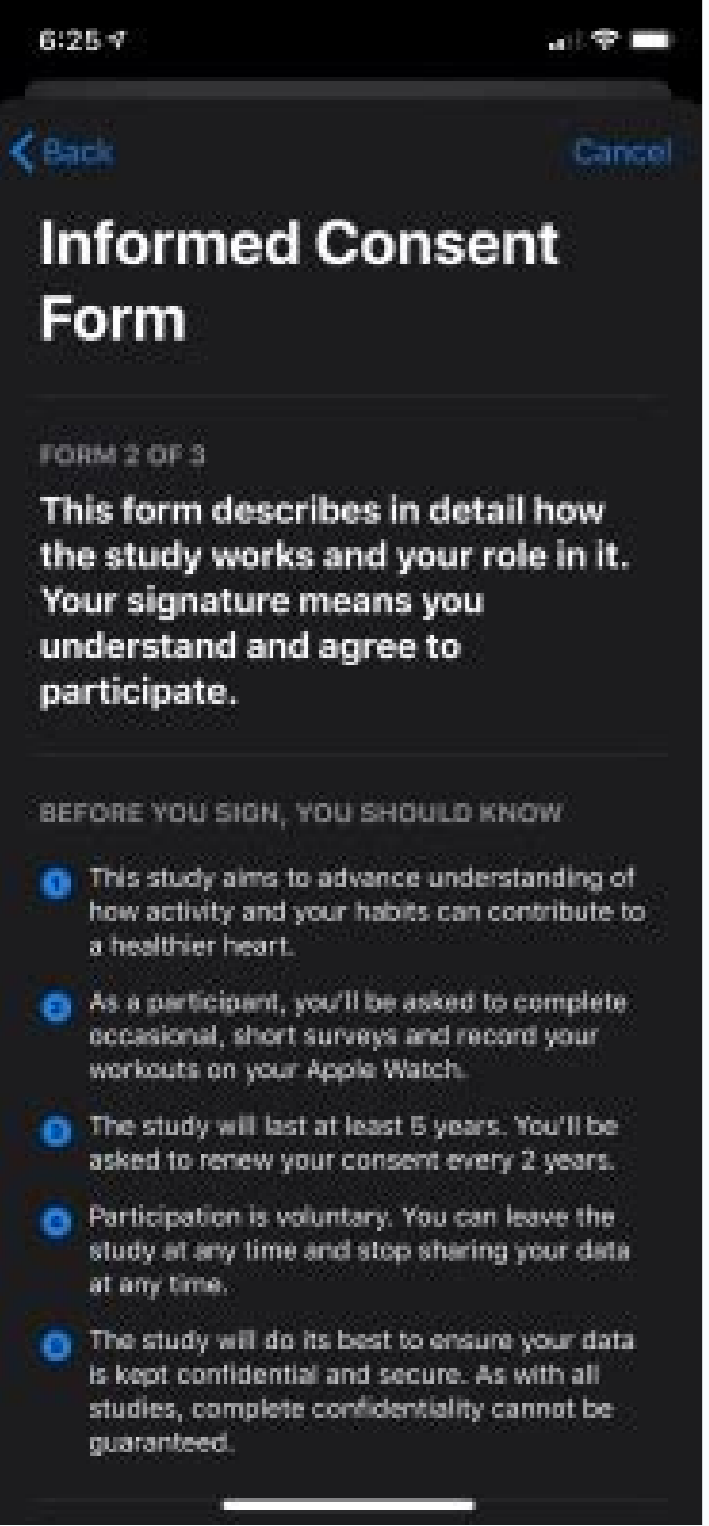 6:25
Back
Cancel
Informed Consent
Form
FORM 2 OF 3
This form describes in detail how
the study works and your role in it.
Your signature means you
understand and agree to
participate.
BEFORE YOU SIGN, YOU SHOULD KNOW
This study aims to advance understanding of
how activity and your habits can contribute to
a healthier heart.
As a participant, you'll be asked to complete
occasional, short surveys and record your
workouts on your Apple Watch.
The study will last at least 5 years. You'll be
asked to renew your consent every 2 years.
Participation is voluntary. You can leave the
study at any time and stop sharing your data
at any time.
The study will do its best to ensure your data
is kept confidential and secure. As with all
studies, complete confidentiality cannot be
guaranteed.